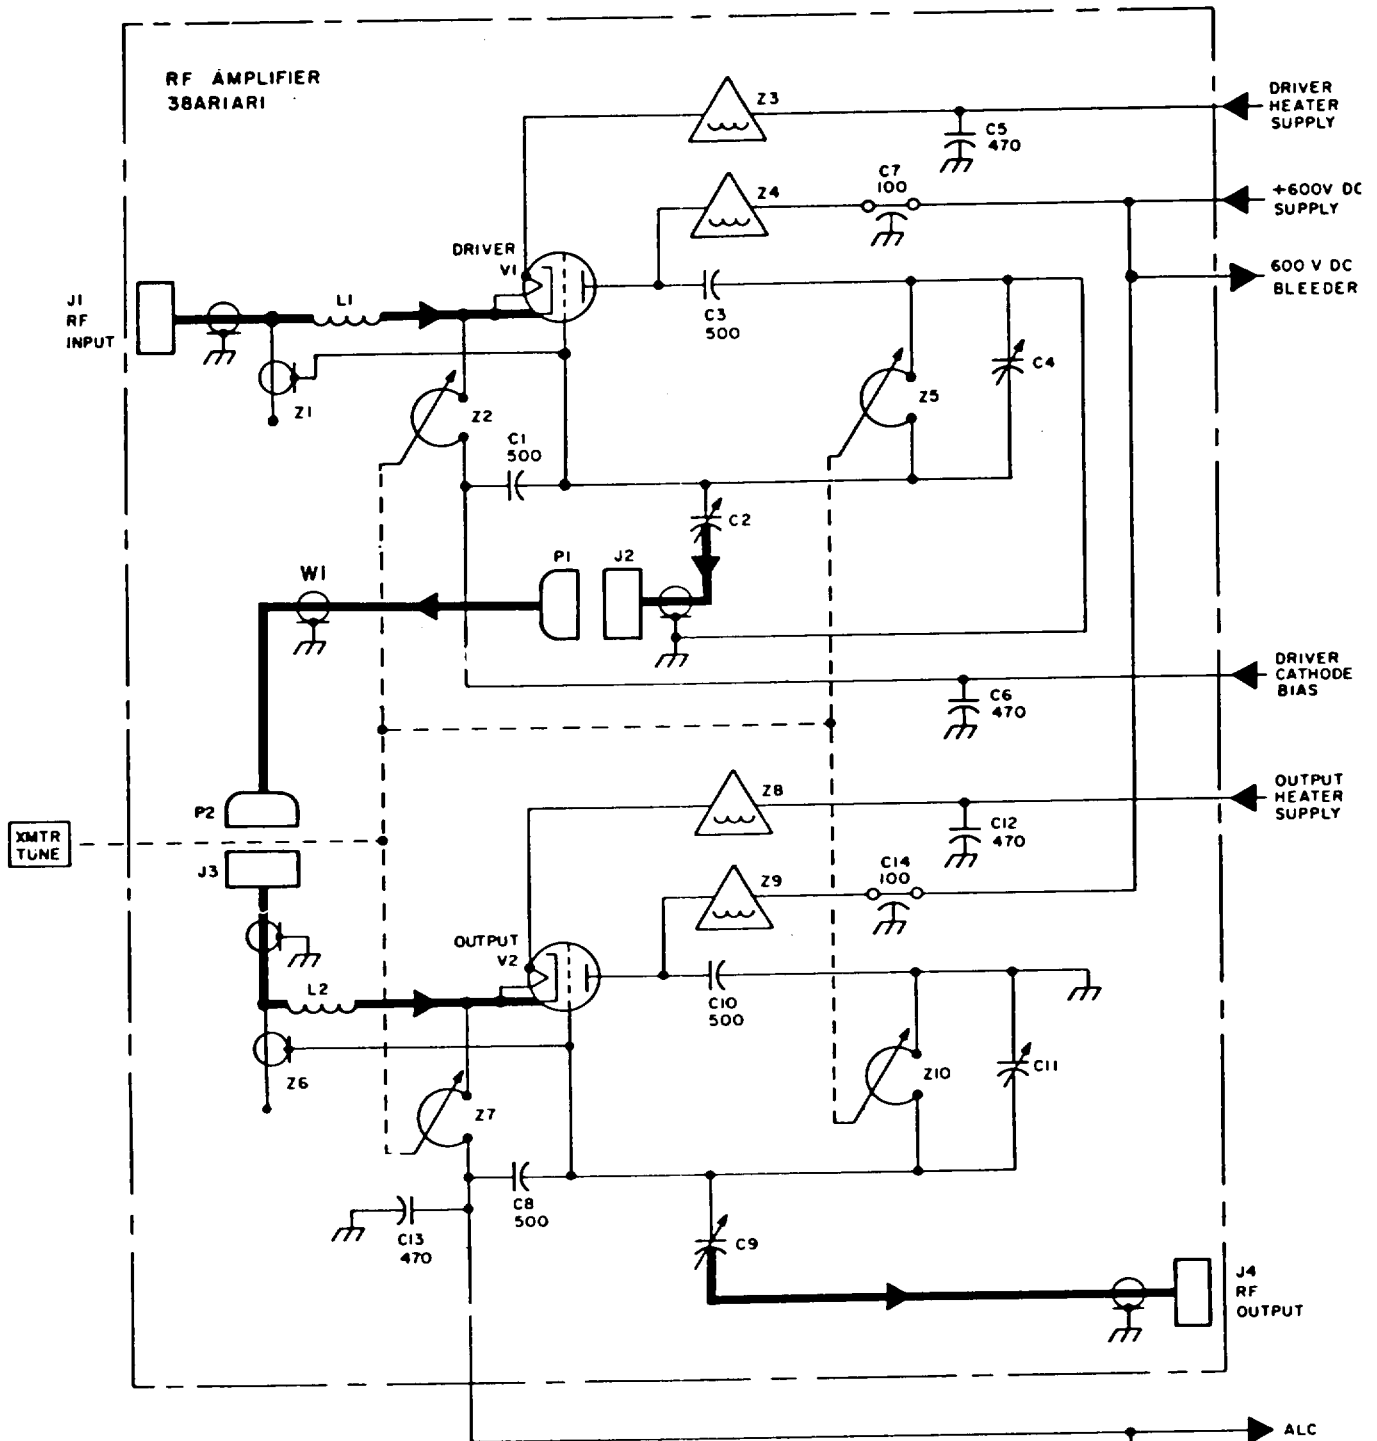 RF AMPLIFIER
38AR1AR1
Z3
DRIVER
HEATER
SUPPLY
C5
470
C7
100
Z4
+600V DC
SUPPLY
DRIVER
V1
600 V DC
BLEEDER
J1
RF
INPUT
L1
C3
500
C4
Z1
Z2
Z5
C1
500
C2
P1
J2
W1
DRIVER
CATHODE
BIAS
C6
470
Z8
OUTPUT
HEATER
SUPPLY
P2
C12
470
XMTR
TUNE
J3
Z9
C14
100
OUTPUT
V2
L2
C10
500
Z6
Z10
C11
Z7
C8
500
C13
470
C9
J4
RF
OUTPUT
ALC